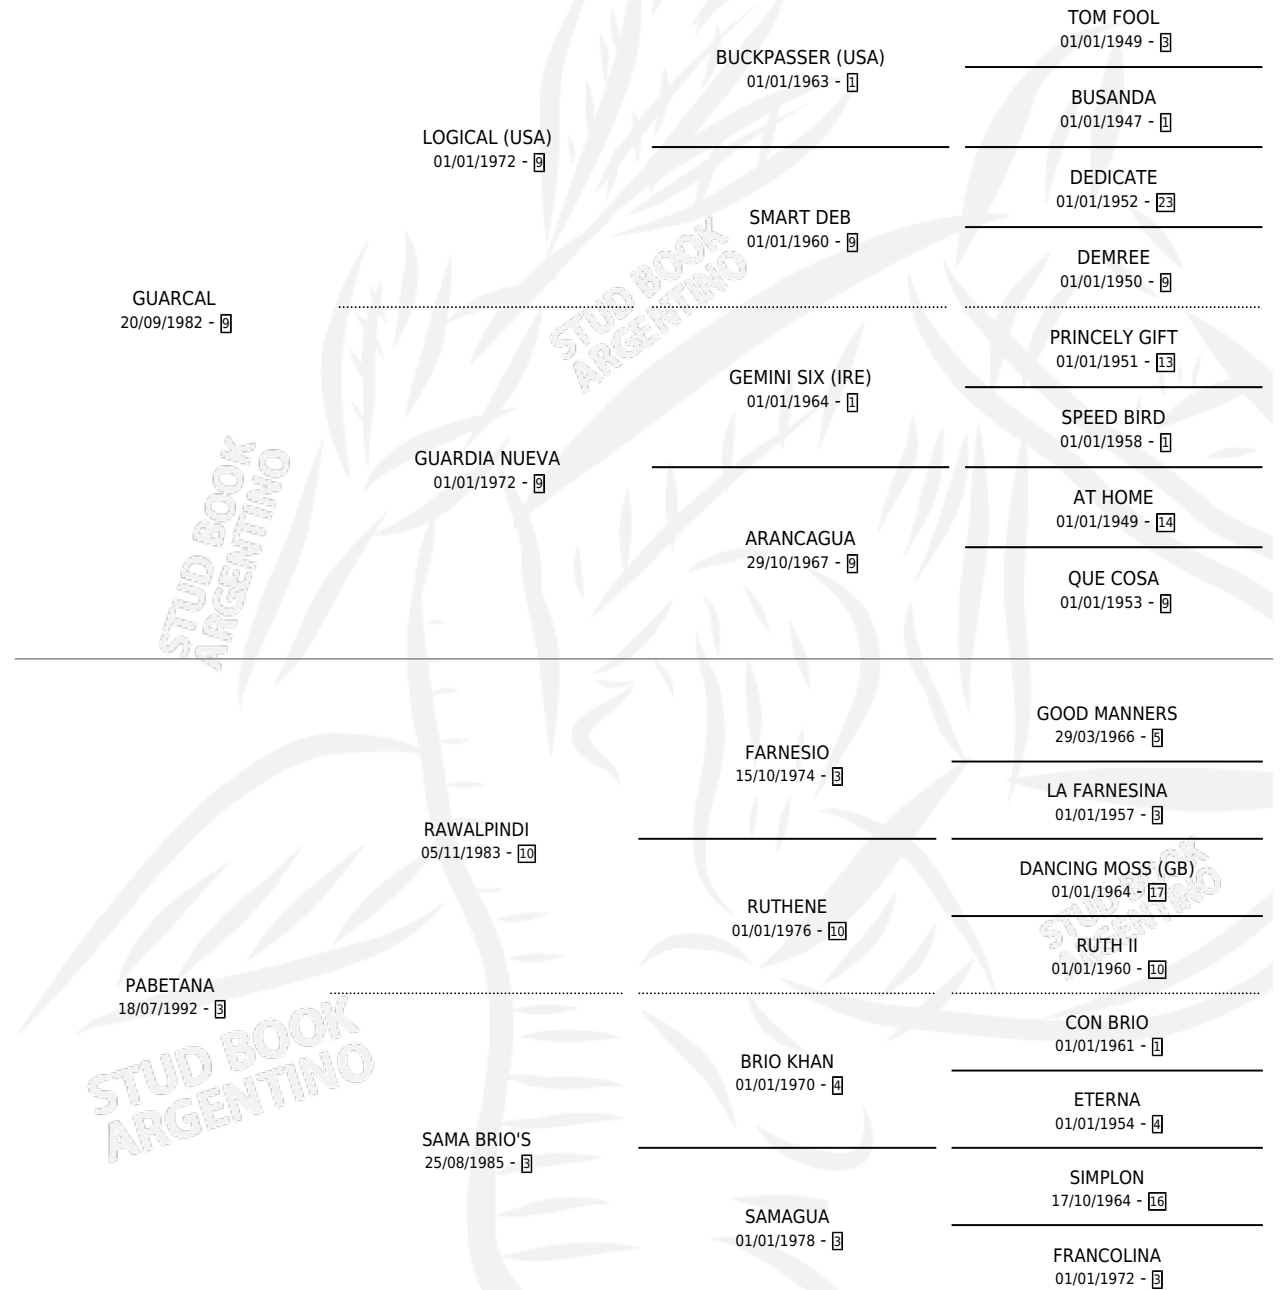 TOM FOOL
01/01/1949 - 3
BUCKPASSER (USA)
01/01/1963 - 1
BUSANDA
01/01/1947 - 1
LOGICAL (USA)
01/01/1972 - 9
DEDICATE
01/01/1952 - 23
SMART DEB
01/01/1960 - 9
DEMREE
01/01/1950 - 9
GUARCAL
20/09/1982 - 9
PRINCELY GIFT
01/01/1951 - 13
GEMINI SIX (IRE)
01/01/1964 - 1
SPEED BIRD
01/01/1958 - 1
GUARDIA NUEVA
01/01/1972 - 9
AT HOME
01/01/1949 - 14
ARANCAGUA
29/10/1967 - 9
QUE COSA
01/01/1953 - 9
GOOD MANNERS
29/03/1966 - 5
FARNESIO
15/10/1974 - 3
LA FARNESINA
01/01/1957 - 3
RAWALPINDI
05/11/1983 - 10
DANCING MOSS (GB)
01/01/1964 - 17
RUTHENE
01/01/1976 - 10
RUTH II
01/01/1960 - 10
PABETANA
18/07/1992 - 3
CON BRIO
01/01/1961 - 1
BRIO KHAN
01/01/1970 - 4
ETERNA
01/01/1954 - 4
SAMA BRIO'S
25/08/1985 - 3
SIMPLON
17/10/1964 - 16
SAMAGUA
01/01/1978 - 3
FRANCOLINA
01/01/1972 - 3
STUD BOOK
ARGENTINO
STUD BOOK
ARGENTINO
STUD BOOK
ARGENTINO
STUD BOOK
ARGENTINO